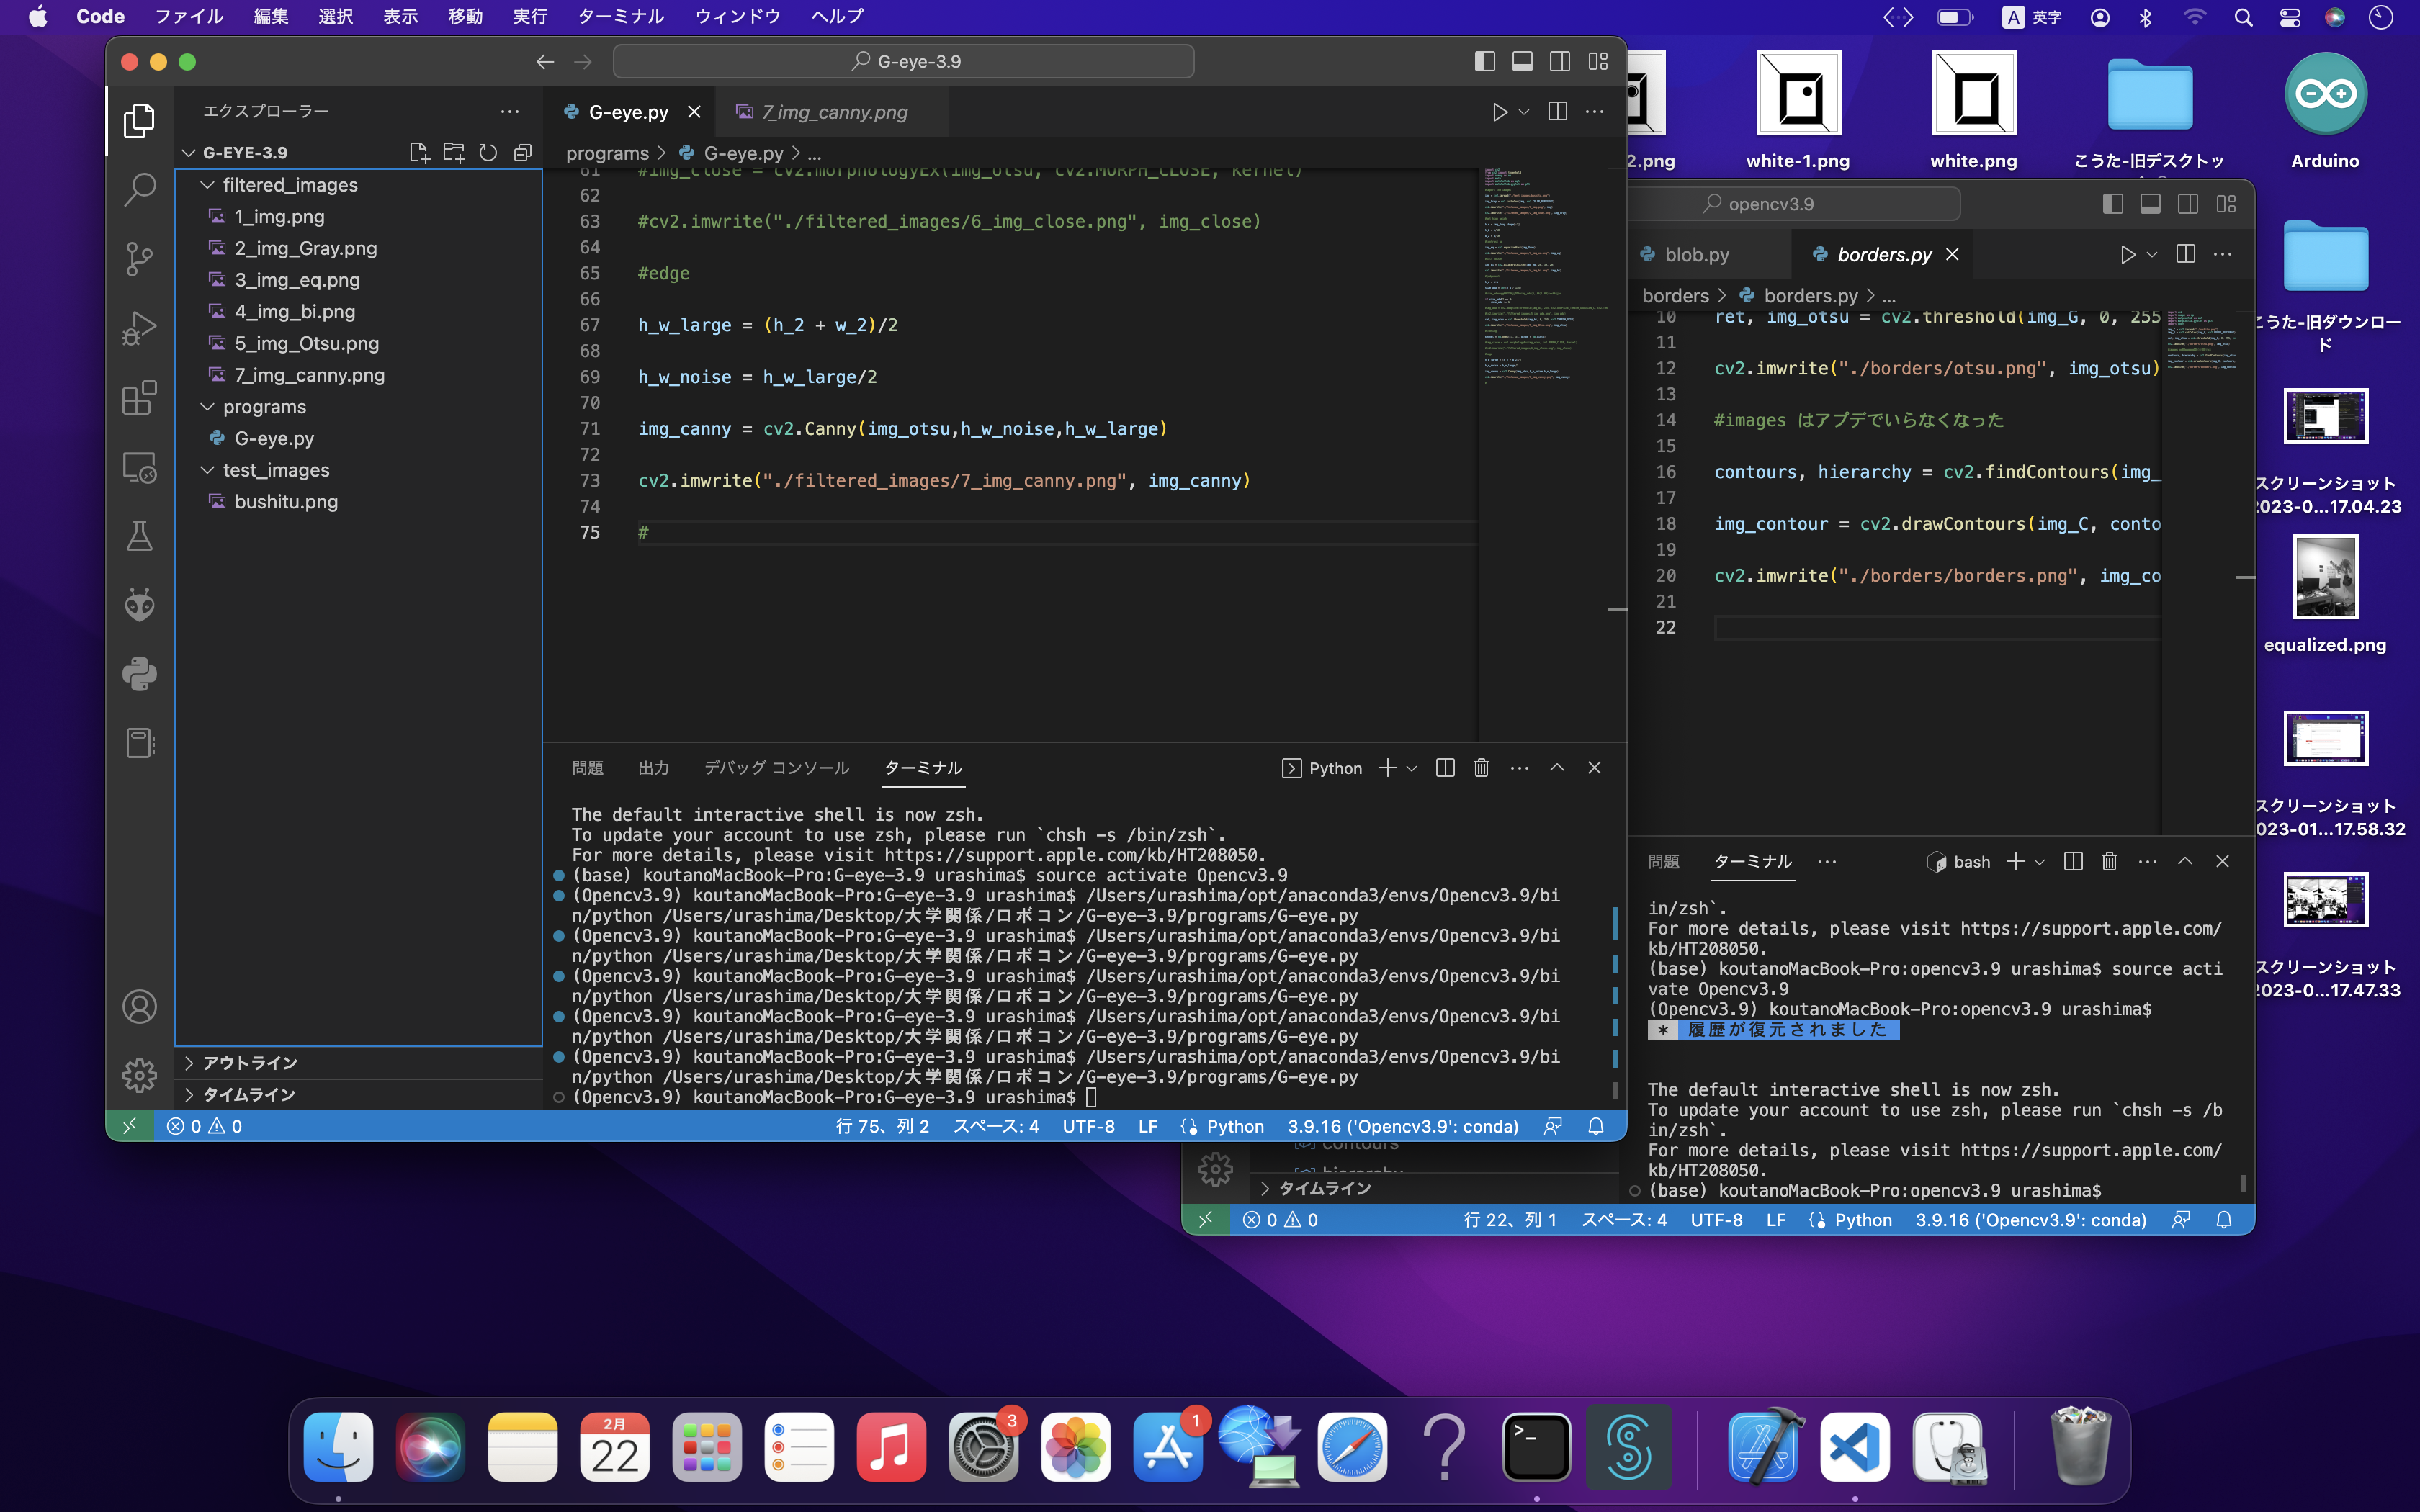 Code ファイル 編集 選択 表示 移動 実行 ターミナル ウィンドウ ヘルプ
A 英字
G-eye-3.9
エクスプローラー
G-EYE-3.9
filtered_images
1_img.png
2_img_Gray.png
3_img_eq.png
4_img_bi.png
5_img_Otsu.png
7_img_canny.png
programs
G-eye.py
test_images
bushitu.png
アウトライン
タイムライン
G-eye.py 7_img_canny.png
programs > G-eye.py > ...
61 #img_close = cv2.morphologyEx(img_otsu, cv2.MORPH_CLOSE, kernel)
62
63 #cv2.imwrite("./filtered_images/6_img_close.png", img_close)
64
65 #edge
66
67 h_w_large = (h_2 + w_2)/2
68
69 h_w_noise = h_w_large/2
70
71 img_canny = cv2.Canny(img_otsu,h_w_noise,h_w_large)
72
73 cv2.imwrite("./filtered_images/7_img_canny.png", img_canny)
74
75 #
問題 出力 デバッグ コンソール ターミナル Python
The default interactive shell is now zsh.
To update your account to use zsh, please run `chsh -s /bin/zsh`.
For more details, please visit https://support.apple.com/kb/HT208050.
(base) koutanoMacBook-Pro:G-eye-3.9 urashima$ source activate Opencv3.9
(Opencv3.9) koutanoMacBook-Pro:G-eye-3.9 urashima$ /Users/urashima/opt/anaconda3/envs/Opencv3.9/bi
n/python /Users/urashima/Desktop/大学関係/ロボコン/G-eye-3.9/programs/G-eye.py
(Opencv3.9) koutanoMacBook-Pro:G-eye-3.9 urashima$ /Users/urashima/opt/anaconda3/envs/Opencv3.9/bi
n/python /Users/urashima/Desktop/大学関係/ロボコン/G-eye-3.9/programs/G-eye.py
(Opencv3.9) koutanoMacBook-Pro:G-eye-3.9 urashima$ /Users/urashima/opt/anaconda3/envs/Opencv3.9/bi
n/python /Users/urashima/Desktop/大学関係/ロボコン/G-eye-3.9/programs/G-eye.py
(Opencv3.9) koutanoMacBook-Pro:G-eye-3.9 urashima$ /Users/urashima/opt/anaconda3/envs/Opencv3.9/bi
n/python /Users/urashima/Desktop/大学関係/ロボコン/G-eye-3.9/programs/G-eye.py
(Opencv3.9) koutanoMacBook-Pro:G-eye-3.9 urashima$ /Users/urashima/opt/anaconda3/envs/Opencv3.9/bi
n/python /Users/urashima/Desktop/大学関係/ロボコン/G-eye-3.9/programs/G-eye.py
(Opencv3.9) koutanoMacBook-Pro:G-eye-3.9 urashima$
0 0 行 75、列 2 スペース: 4 UTF-8 LF Python 3.9.16 ('Opencv3.9': conda)
opencv3.9
blob.py borders.py
borders > borders.py > ...
10 ret, img_otsu = cv2.threshold(img_G, 0, 255
11
12 cv2.imwrite("./borders/otsu.png", img_otsu)
13
14 #images はアプデでいらなくなった
15
16 contours, hierarchy = cv2.findContours(img_
17
18 img_contour = cv2.drawContours(img_C, conto
19
20 cv2.imwrite("./borders/borders.png", img_co
21
22
問題 ターミナル bash
in/zsh`.
For more details, please visit https://support.apple.com/
kb/HT208050.
(base) koutanoMacBook-Pro:opencv3.9 urashima$ source acti
vate Opencv3.9
(Opencv3.9) koutanoMacBook-Pro:opencv3.9 urashima$
* 履歴が復元されました
The default interactive shell is now zsh.
To update your account to use zsh, please run `chsh -s /b
in/zsh`.
For more details, please visit https://support.apple.com/
kb/HT208050.
(base) koutanoMacBook-Pro:opencv3.9 urashima$
contours
hierarchy
タイムライン
0 0 行 22、列 1 スペース: 4 UTF-8 LF Python 3.9.16 ('Opencv3.9': conda)
2.png
white-1.png
white.png
こうた-旧デスクトッ
Arduino
こうた-旧ダウンロー
ド
スクリーンショット
2023-0...17.04.23
equalized.png
スクリーンショット
023-01...17.58.32
スクリーンショット
2023-0...17.47.33
2月
22
3
1